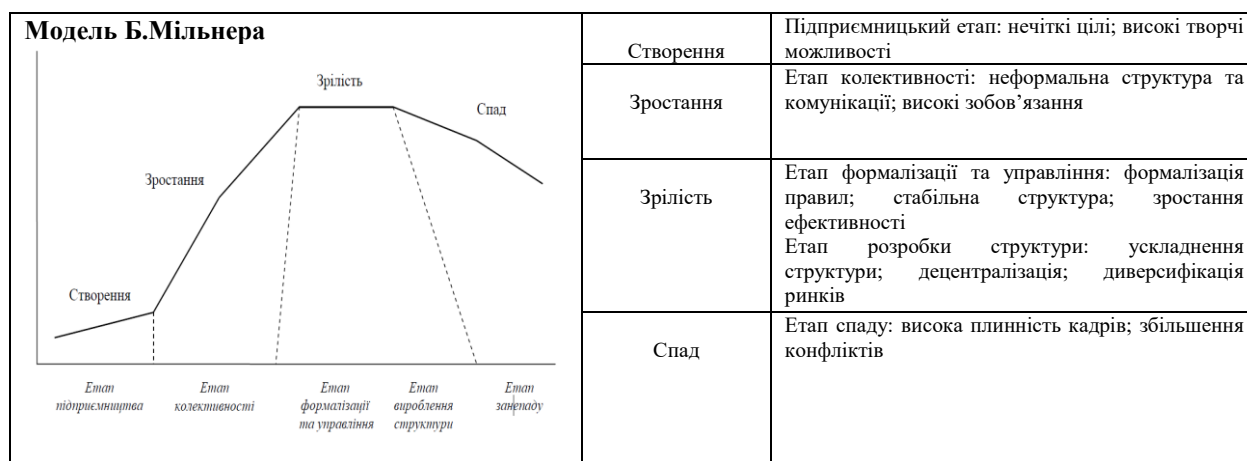 Модель Б.Мільнера
Зрілість
Спад
Зростання
Створення
Етап
підприємництва
Етап
колективності
Етап
формалізації
та управління
Етап
вироблення
структури
Етап
занепаду
Створення
Підприємницький етап: нечіткі цілі; високі творчі
можливості
Зростання
Етап колективності: неформальна структура та
комунікації; високі зобов’язання
Зрілість
Етап формалізації та управління: формалізація
правил; стабільна структура; зростання
ефективності
Етап розробки структури: ускладнення
структури; децентралізація; диверсифікація
ринків
Спад
Етап спаду: висока плинність кадрів; збільшення
конфліктів